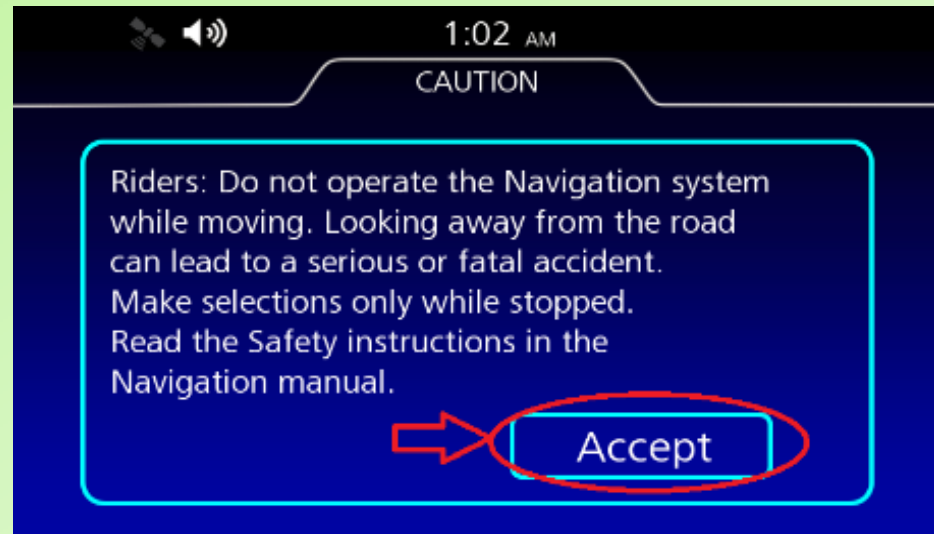 1:02 AM
CAUTION
Riders: Do not operate the Navigation system
while moving. Looking away from the road
can lead to a serious or fatal accident.
Make selections only while stopped.
Read the Safety instructions in the
Navigation manual.
Accept